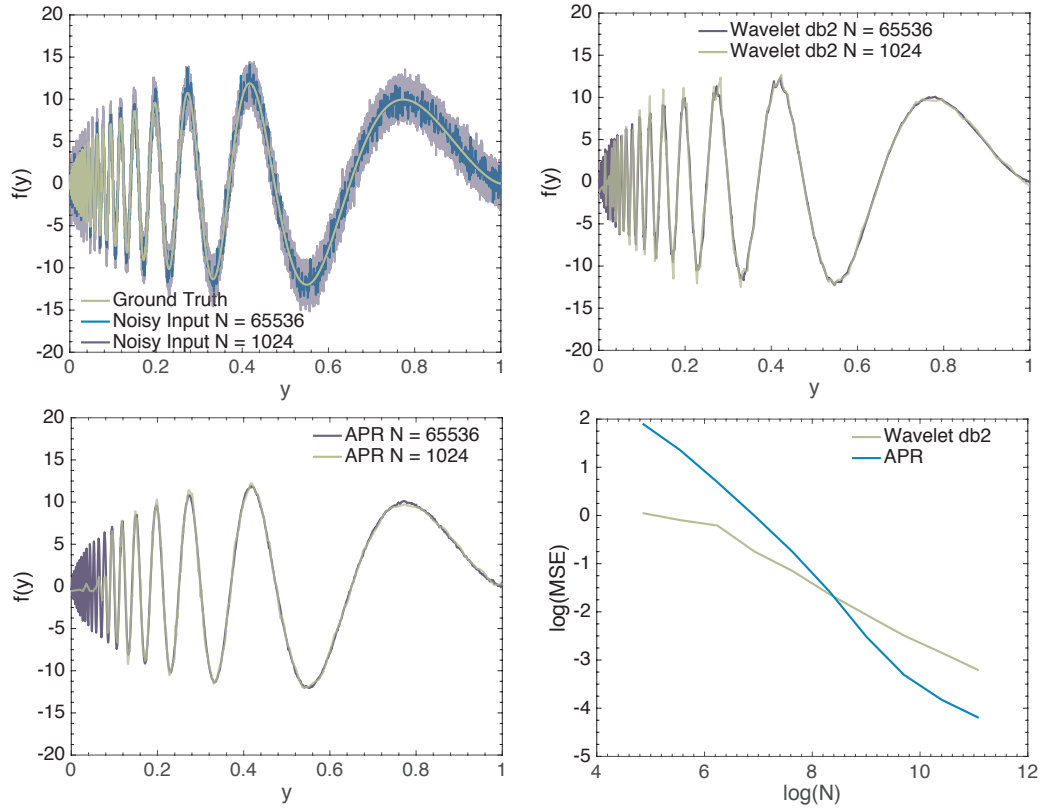 20
15
10
5
0
-5
-10
-15
-20
f(y)
Ground Truth
Noisy Input N = 65536
Noisy Input N = 1024
0 0.2 0.4 0.6 0.8 1
y
20
15
10
5
0
-5
-10
-15
-20
f(y)
Wavelet db2 N = 65536
Wavelet db2 N = 1024
0 0.2 0.4 0.6 0.8 1
y
20
15
10
5
0
-5
-10
-15
-20
f(y)
APR N = 65536
APR N = 1024
0 0.2 0.4 0.6 0.8 1
y
2
1
0
-1
-2
-3
-4
-5
log(MSE)
Wavelet db2
APR
4 6 8 10 12
log(N)